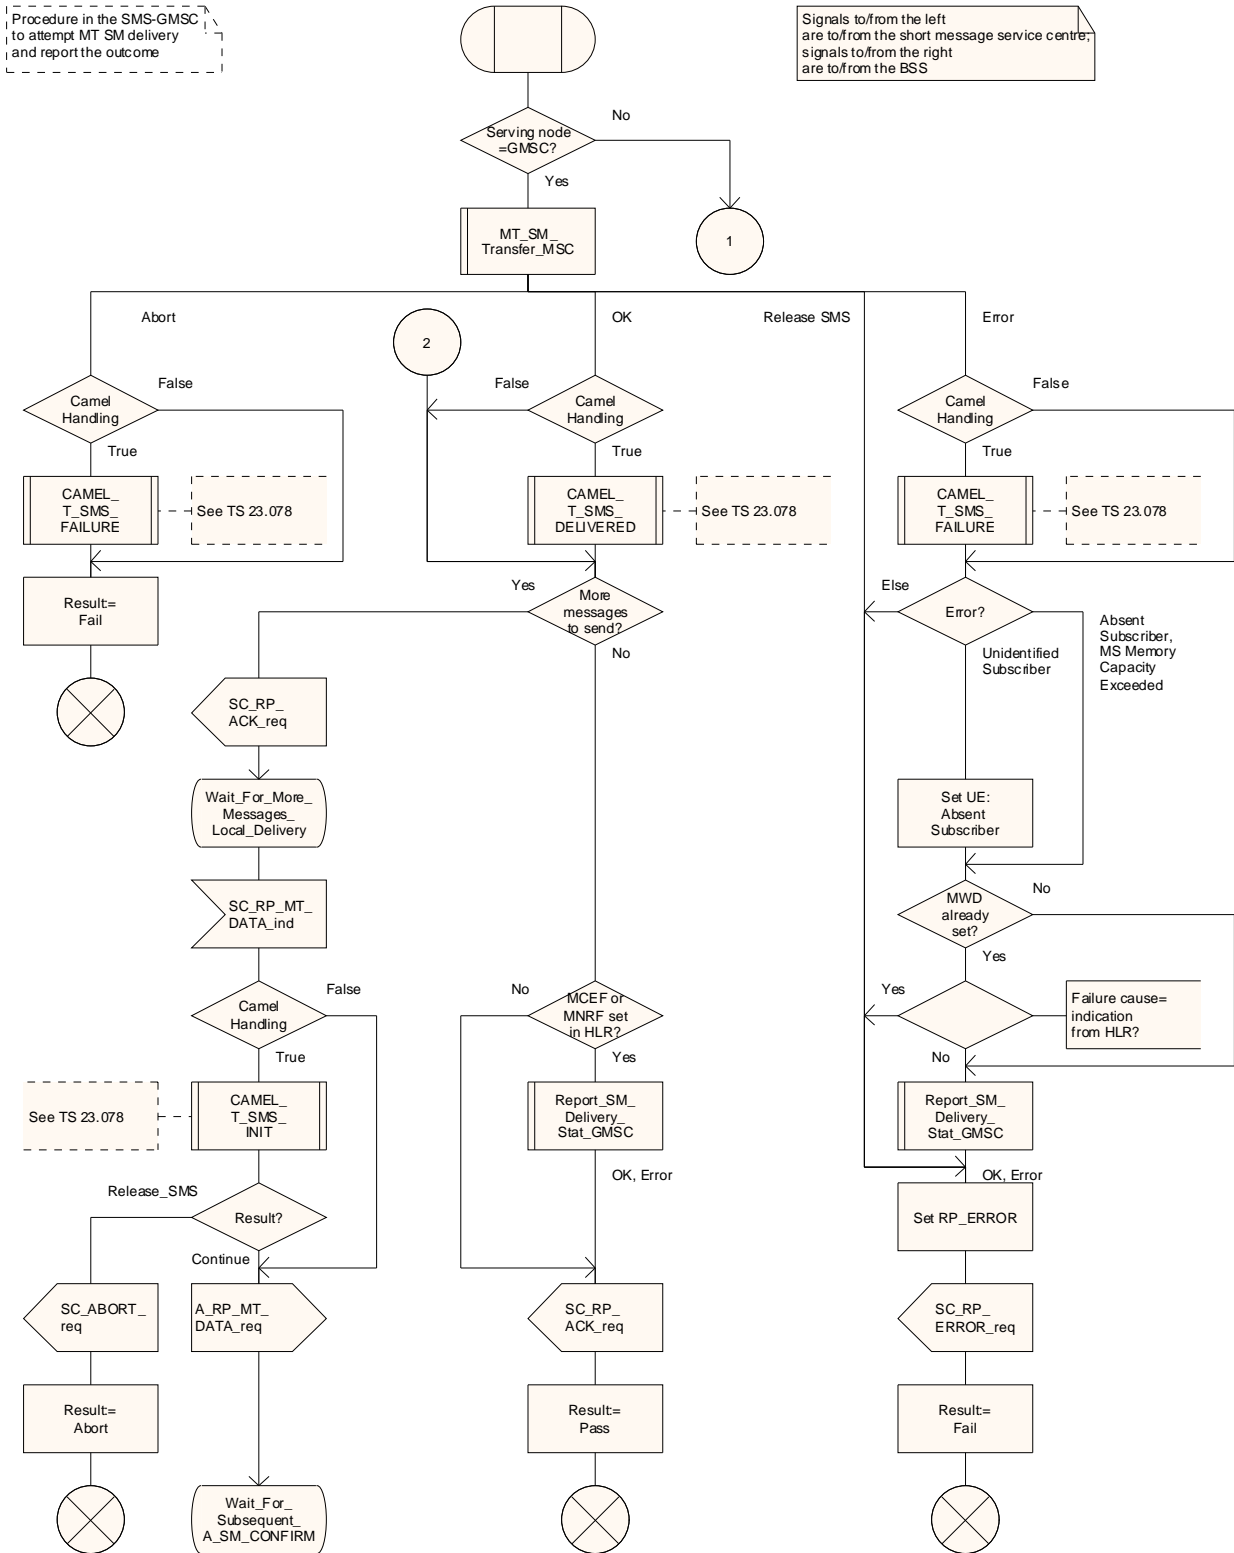 Procedure in the SMS-GMSC
to attempt MT SM delivery
and report the outcome
Signals to/from the left
are to/from the short message service centre;
signals to/from the right
are to/from the BSS
Serving node
=GMSC?
No
Yes
MT_SM_
Transfer_MSC
1
Abort
2
OK
Release SMS
Error
False
Camel
Handling
True
False
Camel
Handling
True
False
Camel
Handling
True
CAMEL_
T_SMS_
FAILURE
See TS 23.078
CAMEL_
T_SMS_
DELIVERED
See TS 23.078
CAMEL_
T_SMS_
FAILURE
See TS 23.078
Result:=
Fail
Yes
More
messages
to send?
No
Else
Error?
Unidentified
Subscriber
Absent
Subscriber,
MS Memory
Capacity
Exceeded
SC_RP_
ACK_req
Wait_For_More_
Messages_
Local_Delivery
Set UE:
Absent
Subscriber
SC_RP_MT_
DATA_ind
MWD
already
set?
No
Yes
False
Camel
Handling
True
No
MCEF or
MNRF set
in HLR?
Yes
Yes
Failure cause=
indication
from HLR?
No
See TS 23.078
CAMEL_
T_SMS_
INIT
Report_SM_
Delivery_
Stat_GMSC
OK, Error
Report_SM_
Delivery_
Stat_GMSC
OK, Error
Release_SMS
Result?
Continue
Set RP_ERROR
SC_ABORT_
req
A_RP_MT_
DATA_req
SC_RP_
ACK_req
SC_RP_
ERROR_req
Result:=
Abort
Result:=
Pass
Result:=
Fail
Wait_For_
Subsequent_
A_SM_CONFIRM